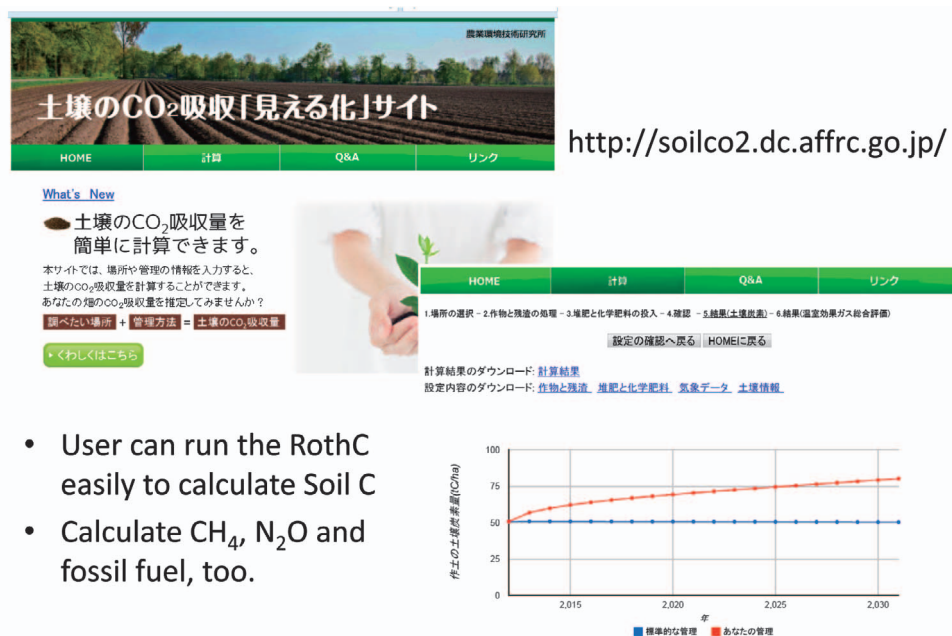 農業環境技術研究所
土壌のCO2吸収「見える化」サイト
HOME 計算 Q&A リンク
http://soilco2.dc.affrc.go.jp/
What's New
土壌のCO2吸収量を
簡単に計算できます。
本サイトでは、場所や管理の情報を入力すると、
土壌のCO2吸収量を計算することができます。
あなたの畑のCO2吸収量を推定してみませんか？
調べたい場所 + 管理方法 = 土壌のCO2吸収量
くわしくはこちら
HOME 計算 Q&A リンク
1.場所の選択 - 2.作物と残渣の処理 - 3.堆肥と化学肥料の投入 - 4.確認 - 5.結果(土壌炭素) - 6.結果(温室効果ガス総合評価)
設定の確認へ戻る HOMEに戻る
計算結果のダウンロード: 計算結果
設定内容のダウンロード: 作物と残渣 堆肥と化学肥料 気象データ 土壌情報
• User can run the RothC
easily to calculate Soil C
• Calculate CH4, N2O and
fossil fuel, too.
作土の土壌炭素量(tC/ha)
100
75
50
25
0
2,015 2,020 2,025 2,030
年
標準的な管理 あなたの管理